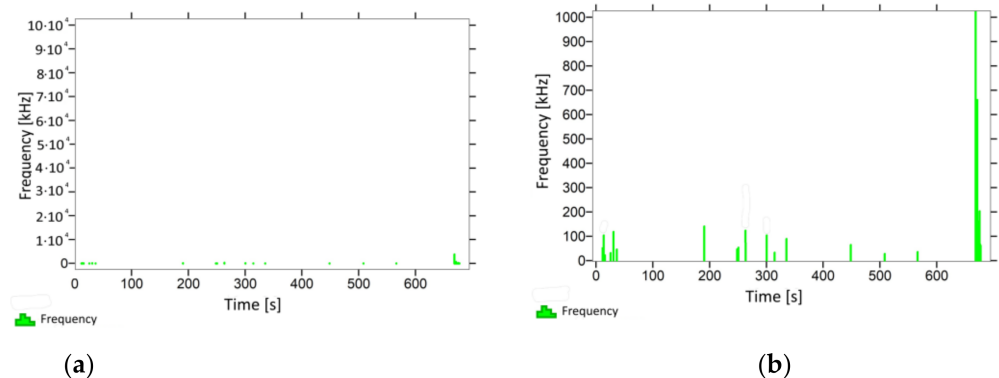 10·10⁴
9·10⁴
8·10⁴
7·10⁴
6·10⁴
5·10⁴
4·10⁴
3·10⁴
2·10⁴
1·10⁴
0
Frequency [kHz]
0 100 200 300 400 500 600
Time [s]
Frequency
(a)
1000
900
800
700
600
500
400
300
200
100
0
Frequency [kHz]
0 100 200 300 400 500 600
Time [s]
Frequency
(b)